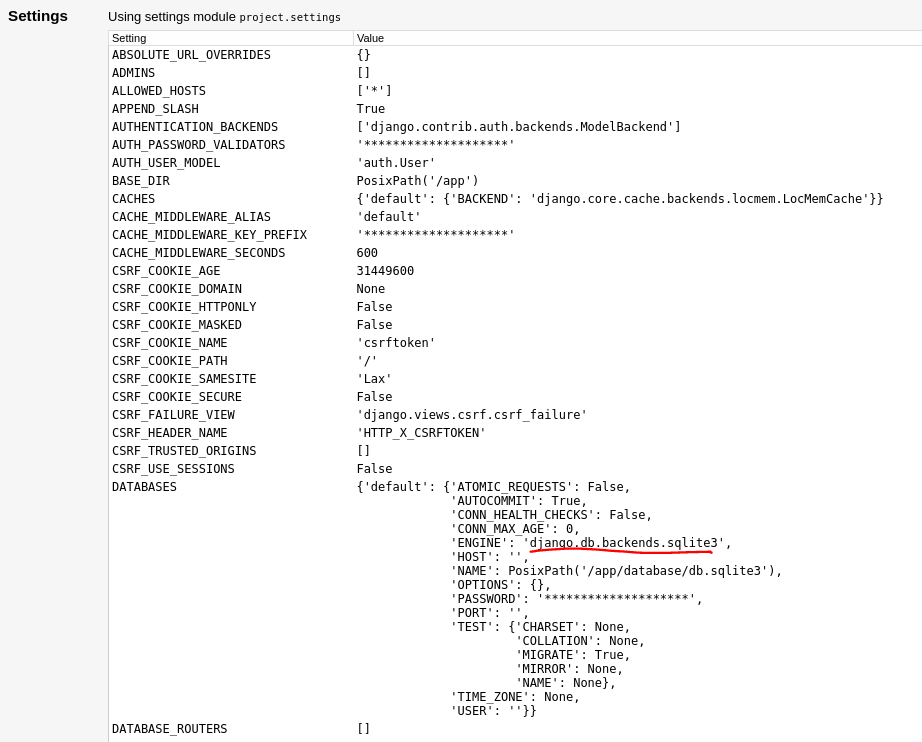 Settings
Using settings module project.settings
Setting Value
ABSOLUTE_URL_OVERRIDES {}
ADMINS []
ALLOWED_HOSTS ['*']
APPEND_SLASH True
AUTHENTICATION_BACKENDS ['django.contrib.auth.backends.ModelBackend']
AUTH_PASSWORD_VALIDATORS '********************'
AUTH_USER_MODEL 'auth.User'
BASE_DIR PosixPath('/app')
CACHES {'default': {'BACKEND': 'django.core.cache.backends.locmem.LocMemCache'}}
CACHE_MIDDLEWARE_ALIAS 'default'
CACHE_MIDDLEWARE_KEY_PREFIX '********************'
CACHE_MIDDLEWARE_SECONDS 600
CSRF_COOKIE_AGE 31449600
CSRF_COOKIE_DOMAIN None
CSRF_COOKIE_HTTPONLY False
CSRF_COOKIE_MASKED False
CSRF_COOKIE_NAME 'csrftoken'
CSRF_COOKIE_PATH '/'
CSRF_COOKIE_SAMESITE 'Lax'
CSRF_COOKIE_SECURE False
CSRF_FAILURE_VIEW 'django.views.csrf.csrf_failure'
CSRF_HEADER_NAME 'HTTP_X_CSRFTOKEN'
CSRF_TRUSTED_ORIGINS []
CSRF_USE_SESSIONS False
DATABASES {'default': {'ATOMIC_REQUESTS': False,
'AUTOCOMMIT': True,
'CONN_HEALTH_CHECKS': False,
'CONN_MAX_AGE': 0,
'ENGINE': 'django.db.backends.sqlite3',
'HOST': '',
'NAME': PosixPath('/app/database/db.sqlite3'),
'OPTIONS': {},
'PASSWORD': '********************',
'PORT': '',
'TEST': {'CHARSET': None,
'COLLATION': None,
'MIGRATE': True,
'MIRROR': None,
'NAME': None},
'TIME_ZONE': None,
'USER': ''}}
DATABASE_ROUTERS []